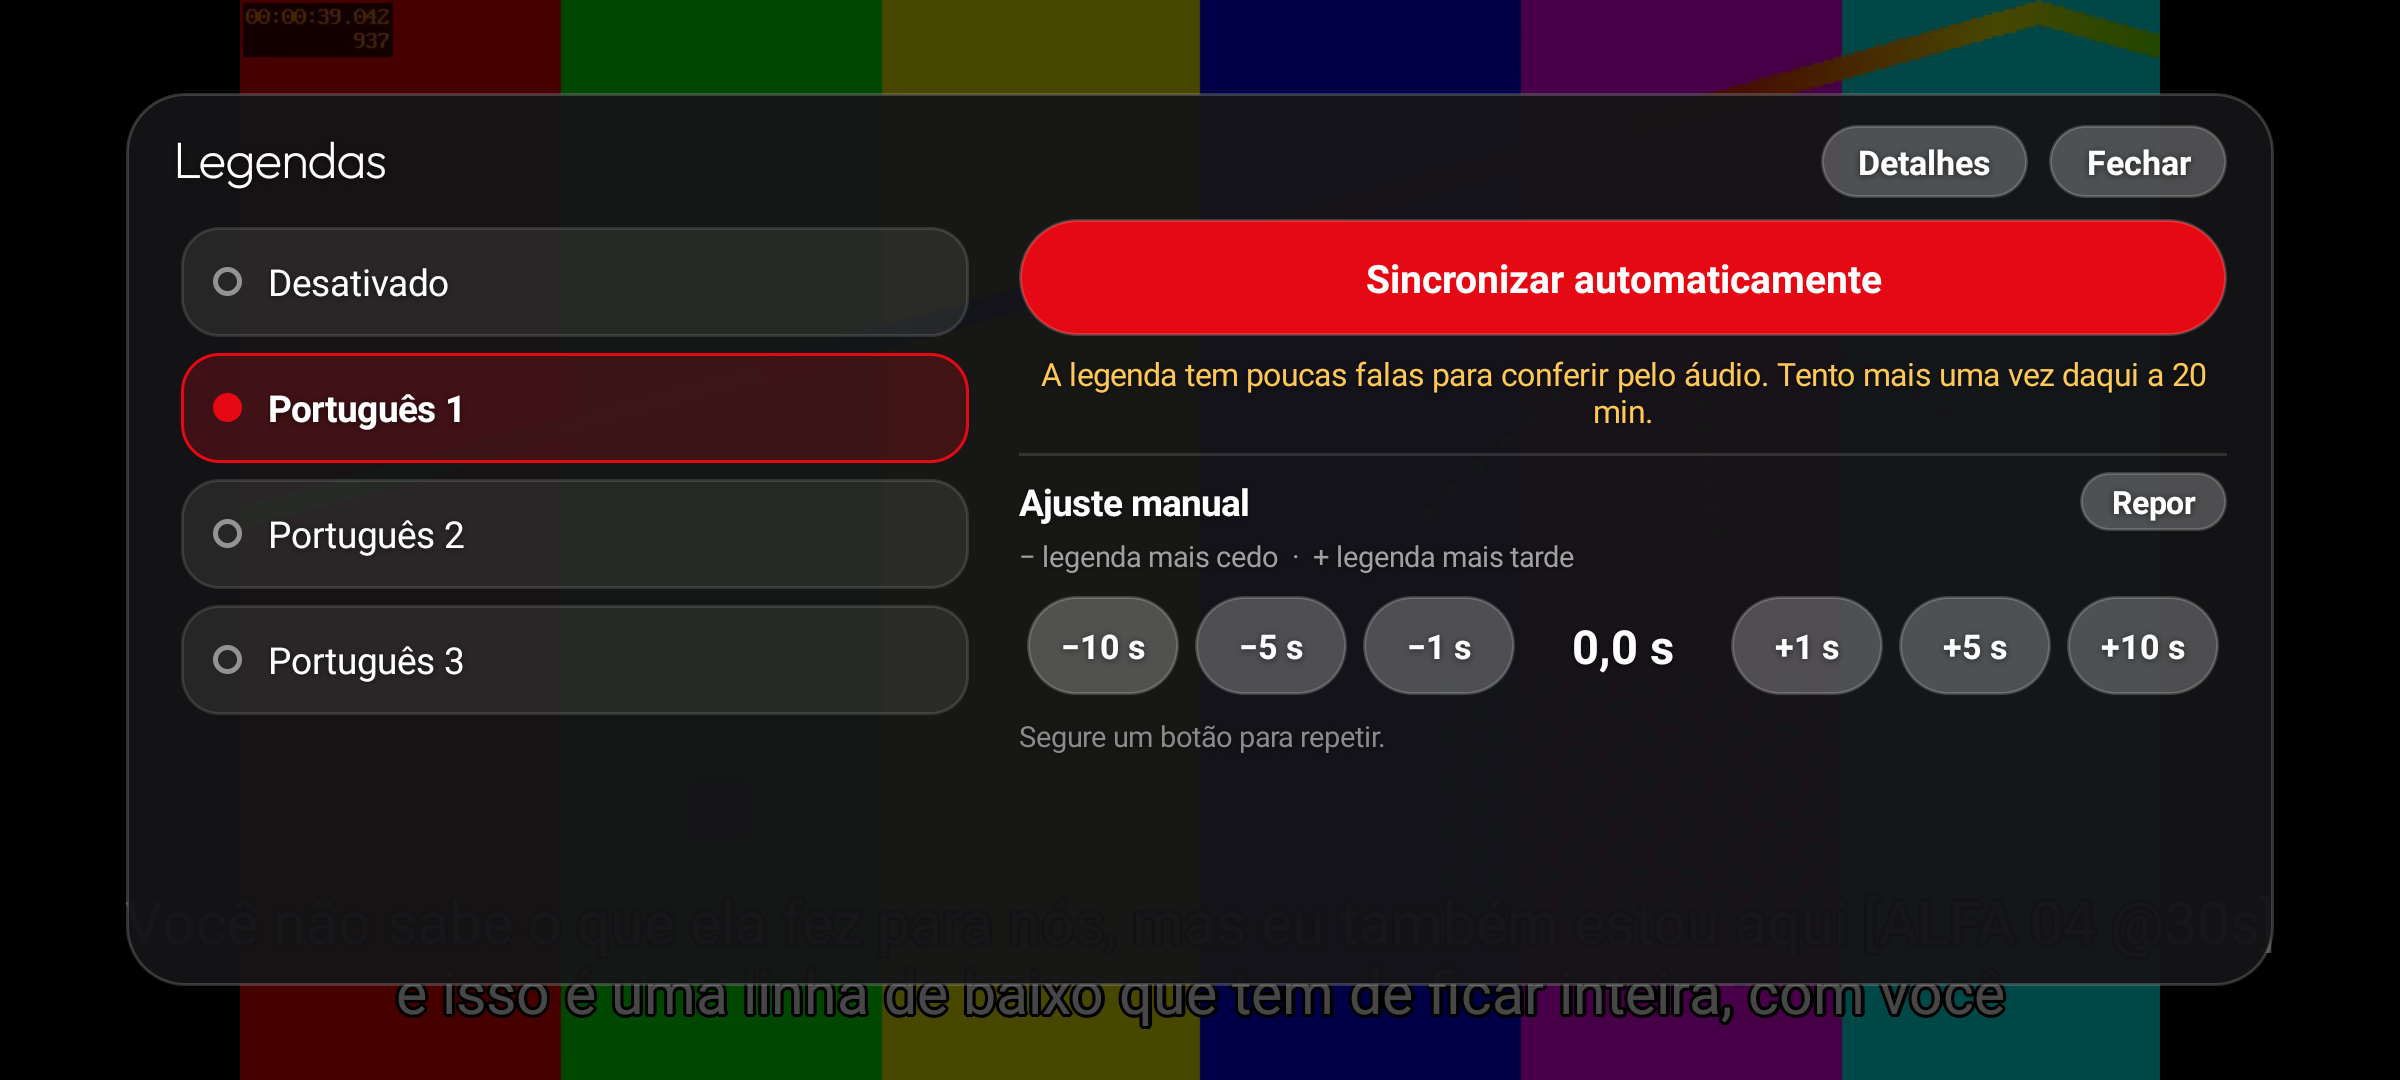 00:00:39.042
937
Legendas
Detalhes
Fechar
Desativado
Português 1
Português 2
Português 3
Sincronizar automaticamente
A legenda tem poucas falas para conferir pelo áudio. Tento mais uma vez daqui a 20
min.
Ajuste manual
Repor
− legenda mais cedo · + legenda mais tarde
−10 s
−5 s
−1 s
0,0 s
+1 s
+5 s
+10 s
Segure um botão para repetir.
Você não sabe o que ela fez para nós, mas eu também estou aqui [ALFA 04 @30s]
e isso é uma linha de baixo que tem de ficar inteira, com você